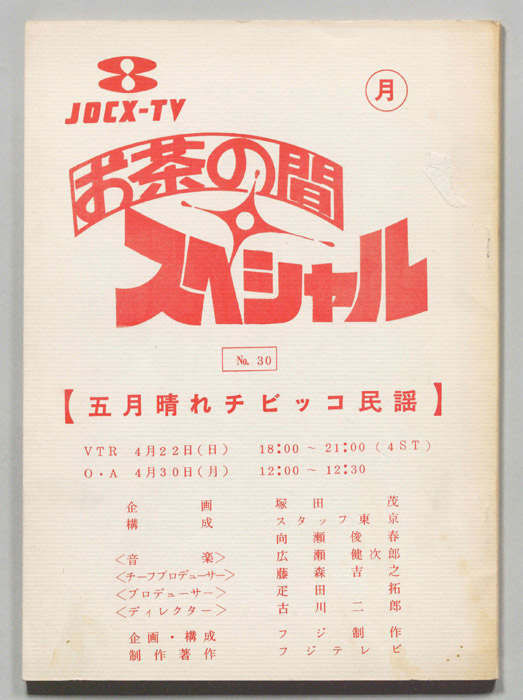 JOCX-TV
月
お茶の間
スペシャル
No. 30
【五月晴れチビッコ民謡】
VTR 4月22日(日) 18:00 ~ 21:00 (4ST)
O・A 4月30日(月) 12:00 ~ 12:30
企画 塚田茂
構成 スタッフ東京
向瀬俊春
<音楽> 広瀬健次郎
<チーフプロデューサー> 藤森吉之
<プロデューサー> 疋田拓
<ディレクター> 古川二郎
企画・構成 フジ制作
制作著作 フジテレビ